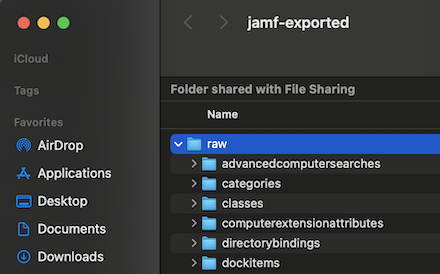 jamf-exported
iCloud
Tags
Favorites
AirDrop
Applications
Desktop
Documents
Downloads
Folder shared with File Sharing
Name
raw
advancedcomputersearches
categories
classes
computerextensionattributes
directorybindings
dockitems